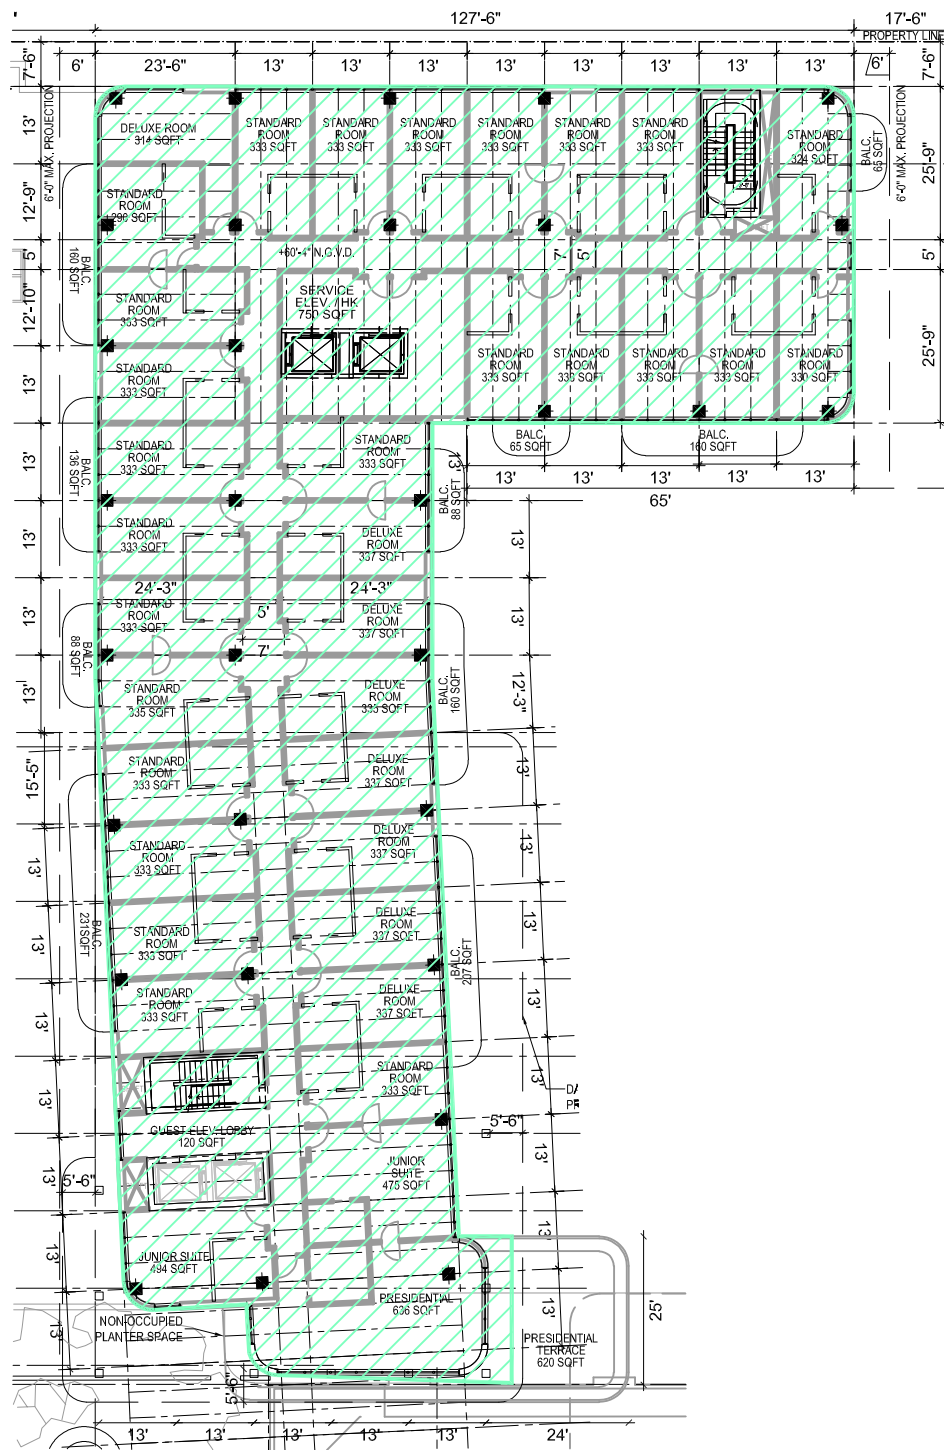 127'-6"
17'-6"
PROPERTY LINE
7'-6"
6'
23'-6"
13'
13'
13'
13'
13'
13'
13'
13'
6'
7'-6"
6'-0" MAX. PROJECTION
13'
12'-9"
5'
12'-10"
13'
DELUXE ROOM
314 SQFT
STANDARD
ROOM
333 SQFT
STANDARD
ROOM
333 SQFT
STANDARD
ROOM
333 SQFT
STANDARD
ROOM
333 SQFT
STANDARD
ROOM
333 SQFT
STANDARD
ROOM
333 SQFT
STANDARD
ROOM
324 SQFT
BALC.
65 SQFT
6'-0" MAX. PROJECTION
25'-9"
5'
25'-9"
STANDARD
ROOM
290 SQFT
+60'-4" N.G.V.D.
7'
5'
BALC.
160 SQFT
STANDARD
ROOM
333 SQFT
SERVICE
ELEV. / HK
750 SQFT
STANDARD
ROOM
333 SQFT
STANDARD
ROOM
333 SQFT
STANDARD
ROOM
333 SQFT
STANDARD
ROOM
333 SQFT
STANDARD
ROOM
333 SQFT
STANDARD
ROOM
330 SQFT
BALC.
65 SQFT
BALC.
160 SQFT
13'
13'
13'
13'
13'
65'
13'
BALC.
136 SQFT
STANDARD
ROOM
333 SQFT
STANDARD
ROOM
333 SQFT
13'
BALC.
88 SQFT
13'
STANDARD
ROOM
333 SQFT
DELUXE
ROOM
337 SQFT
13'
24'-3"
24'-3"
13'
STANDARD
ROOM
333 SQFT
5'
7'
DELUXE
ROOM
337 SQFT
13'
BALC.
88 SQFT
13'
STANDARD
ROOM
335 SQFT
DELUXE
ROOM
333 SQFT
BALC.
160 SQFT
12'-3"
15'-5"
STANDARD
ROOM
333 SQFT
DELUXE
ROOM
337 SQFT
13'
13'
STANDARD
ROOM
333 SQFT
DELUXE
ROOM
337 SQFT
13'
BALC.
231SQFT
13'
STANDARD
ROOM
333 SQFT
DELUXE
ROOM
337 SQFT
BALC.
207 SQFT
13'
13'
STANDARD
ROOM
333 SQFT
DELUXE
ROOM
337 SQFT
13'
13'
STANDARD
ROOM
333 SQFT
13'
5'-6"
GUEST ELEV. LOBBY
120 SQFT
13'
5'-6"
JUNIOR
SUITE
475 SQFT
13'
13'
JUNIOR SUITE
494 SQFT
13'
25'
NON-OCCUPIED
PLANTER SPACE
PRESIDENTIAL
636 SQFT
13'
13'
PRESIDENTIAL
TERRACE
620 SQFT
5'-6"
13'
13'
13'
13'
13'
24'